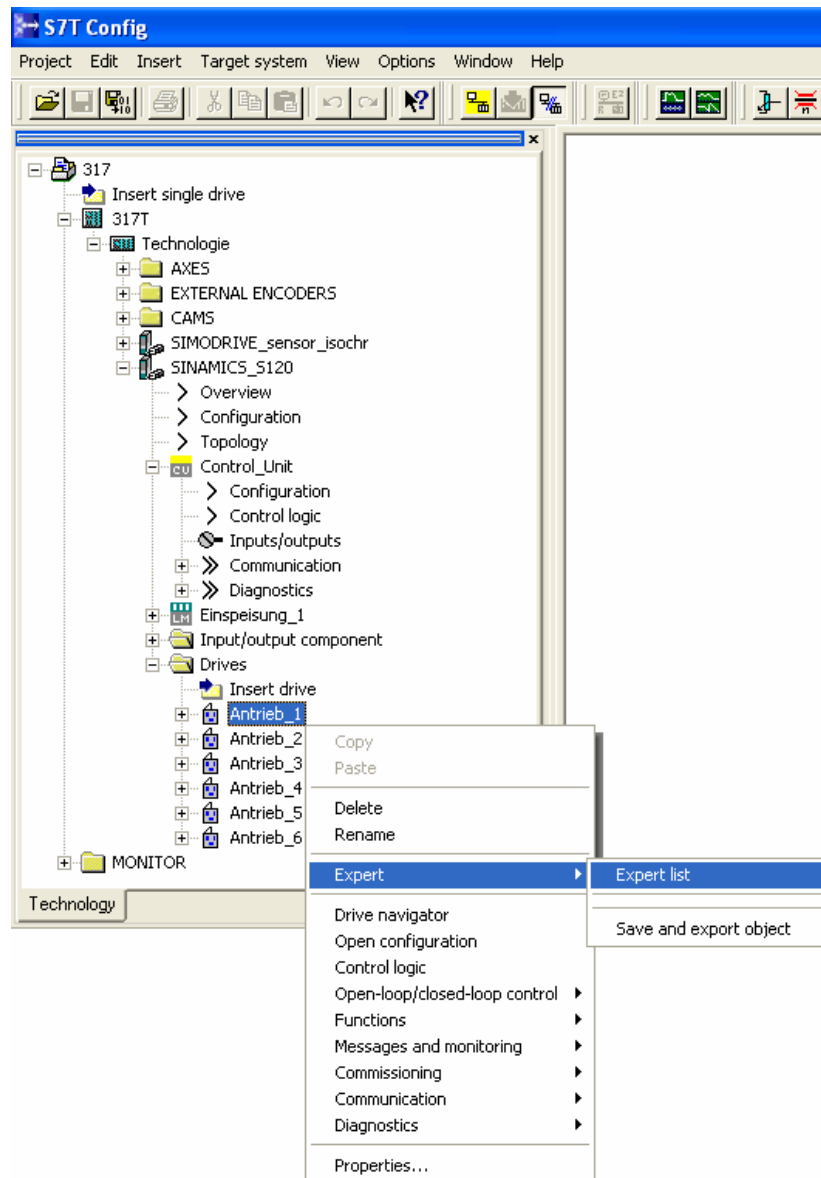 S7T Config
Project Edit Insert Target system View Options Window Help
317
Insert single drive
317T
Technologie
AXES
EXTERNAL ENCODERS
CAMS
SIMODRIVE_sensor_isochr
SINAMICS_S120
Overview
Configuration
Topology
Control_Unit
Configuration
Control logic
Inputs/outputs
Communication
Diagnostics
Einspeisung_1
Input/output component
Drives
Insert drive
Antrieb_1
Antrieb_2
Antrieb_3
Antrieb_4
Antrieb_5
Antrieb_6
MONITOR
Technology
Copy
Paste
Delete
Rename
Expert
Drive navigator
Open configuration
Control logic
Open-loop/closed-loop control
Functions
Messages and monitoring
Commissioning
Communication
Diagnostics
Properties...
Expert list
Save and export object